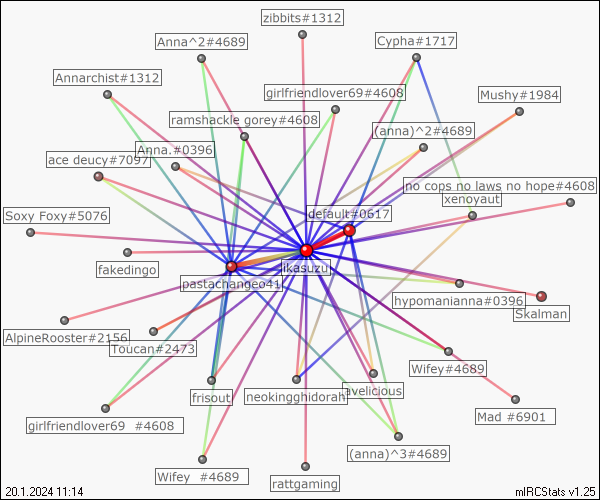 zibbits#1312
Anna^2#4689
Cypha#1717
Annarchist#1312
girlfriendlover69#4608
Mushy#1984
ramshackle gorey#4608
(anna)^2#4689
Anna.#0396
ace deucy#7097
no cops no laws no hope#4608
xenoyaut
Soxy Foxy#5076
default#0617
fakedingo
ikasuzu
pastachangeo41
hypomanianna#0396
Skalman
AlpineRooster#2156
Toucan#2473
Wifey#4689
frisout
neokingghidorah
avelicious
Mad #6901
girlfriendlover69 #4608
(anna)^3#4689
Wifey #4689
rattgaming
20.1.2024 11:14
mIRCStats v1.25